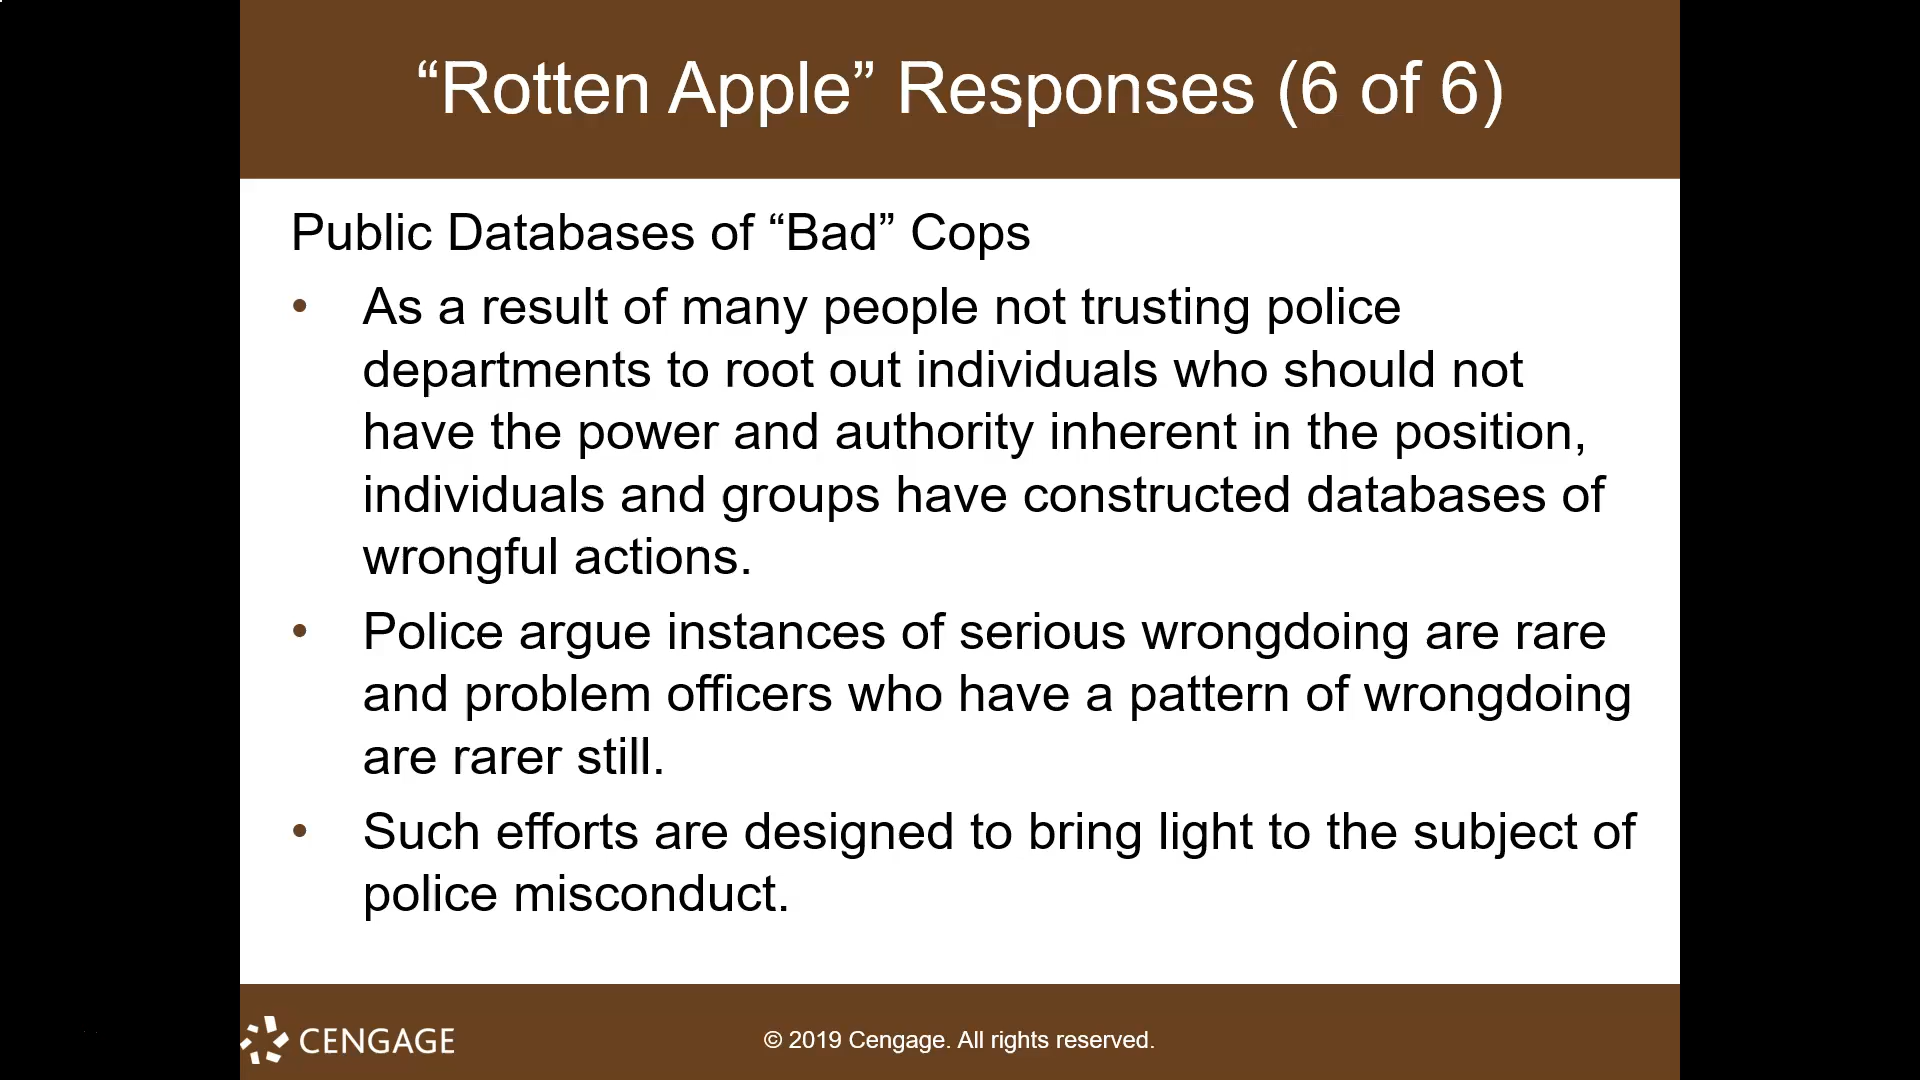 “Rotten Apple” Responses (6 of 6)
Public Databases of “Bad” Cops
• As a result of many people not trusting police
departments to root out individuals who should not
have the power and authority inherent in the position,
individuals and groups have constructed databases of
wrongful actions.
• Police argue instances of serious wrongdoing are rare
and problem officers who have a pattern of wrongdoing
are rarer still.
• Such efforts are designed to bring light to the subject of
police misconduct.
CENGAGE
© 2019 Cengage. All rights reserved.